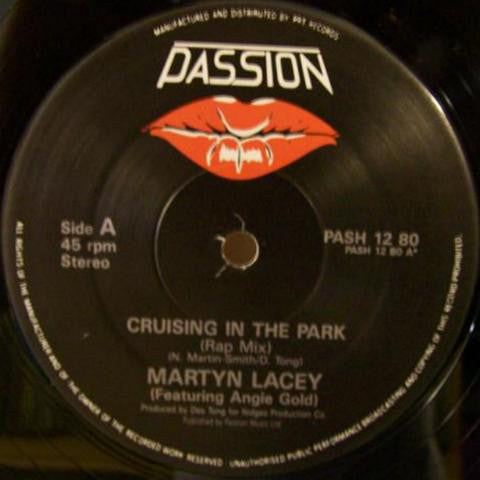 MANUFACTURED AND DISTRIBUTED BY PRT RECORDS
PASSION
Side A
45 rpm
Stereo
PASH 12 80
PASH 12 80 A*
CRUISING IN THE PARK
(Rap Mix)
(N. Martin-Smith/D. Tong)
MARTYN LACEY
(Featuring Angie Gold)
Produced by Des Tong for Nidges Production Co
Published by Passion Music Ltd
ALL RIGHTS OF THE MANUFACTURER AND OF THE OWNER OF THE RECORDED WORK RESERVED UNAUTHORISED PUBLIC PERFORMANCE BROADCASTING AND COPYING OF THIS RECORD PROHIBITED.